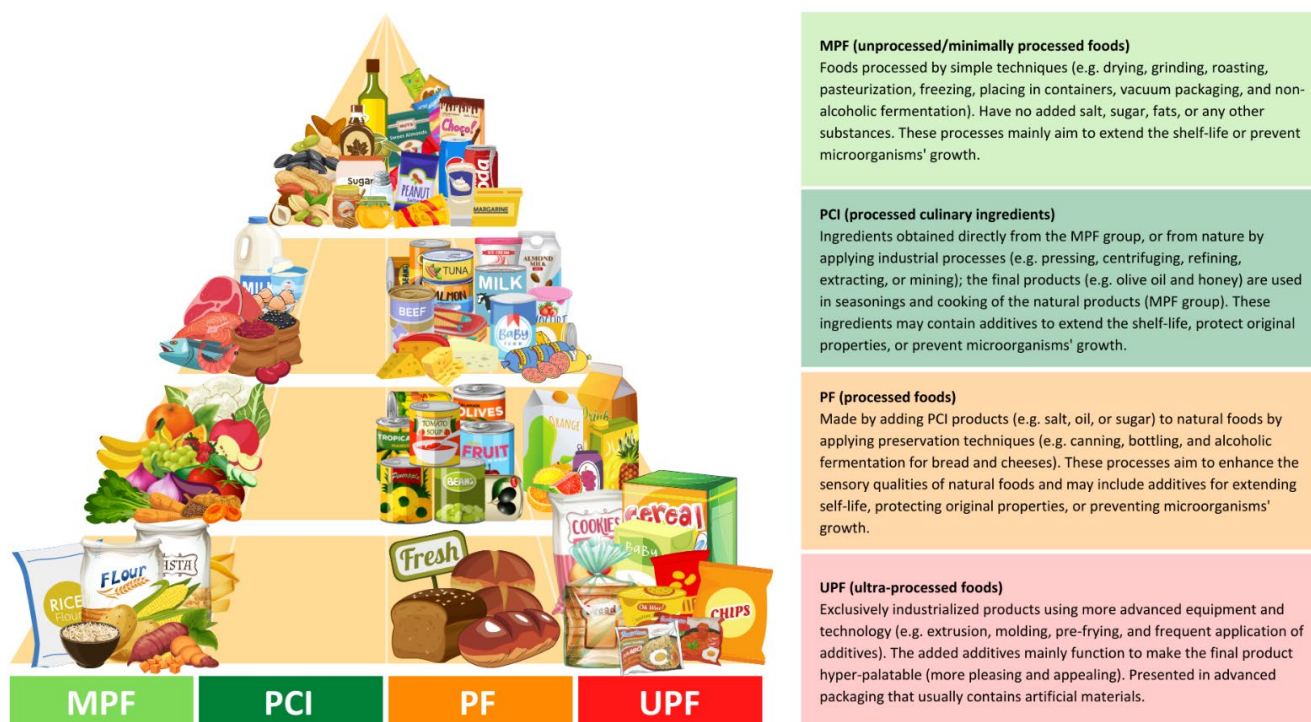 HUTA
Sweet Almonds
Choco!
Sugar
PEANUT
Soda
MARGARINE
MILK
TUNA
SALMON
BEEF
MILK
ALMOND
MILK
BABY
TROPICAL
TOMATO
SOUP
OLIVES
FRUIT
Pineapple
BEANS
ORANGE
Drink
RICE
Flour
FLOUR
PASTA
Fresh
BREAD
COOKIES
Cereal
BaBy
CHIPS
MPF
PCI
PF
UPF
MPF (unprocessed/minimally processed foods)
Foods processed by simple techniques (e.g. drying, grinding, roasting,
pasteurization, freezing, placing in containers, vacuum packaging, and non-
alcoholic fermentation). Have no added salt, sugar, fats, or any other
substances. These processes mainly aim to extend the shelf-life or prevent
microorganisms' growth.
PCI (processed culinary ingredients)
Ingredients obtained directly from the MPF group, or from nature by
applying industrial processes (e.g. pressing, centrifuging, refining,
extracting, or mining); the final products (e.g. olive oil and honey) are used
in seasonings and cooking of the natural products (MPF group). These
ingredients may contain additives to extend the shelf-life, protect original
properties, or prevent microorganisms' growth.
PF (processed foods)
Made by adding PCI products (e.g. salt, oil, or sugar) to natural foods by
applying preservation techniques (e.g. canning, bottling, and alcoholic
fermentation for bread and cheeses). These processes aim to enhance the
sensory qualities of natural foods and may include additives for extending
self-life, protecting original properties, or preventing microorganisms'
growth.
UPF (ultra-processed foods)
Exclusively industrialized products using more advanced equipment and
technology (e.g. extrusion, molding, pre-frying, and frequent application of
additives). The added additives mainly function to make the final product
hyper-palatable (more pleasing and appealing). Presented in advanced
packaging that usually contains artificial materials.